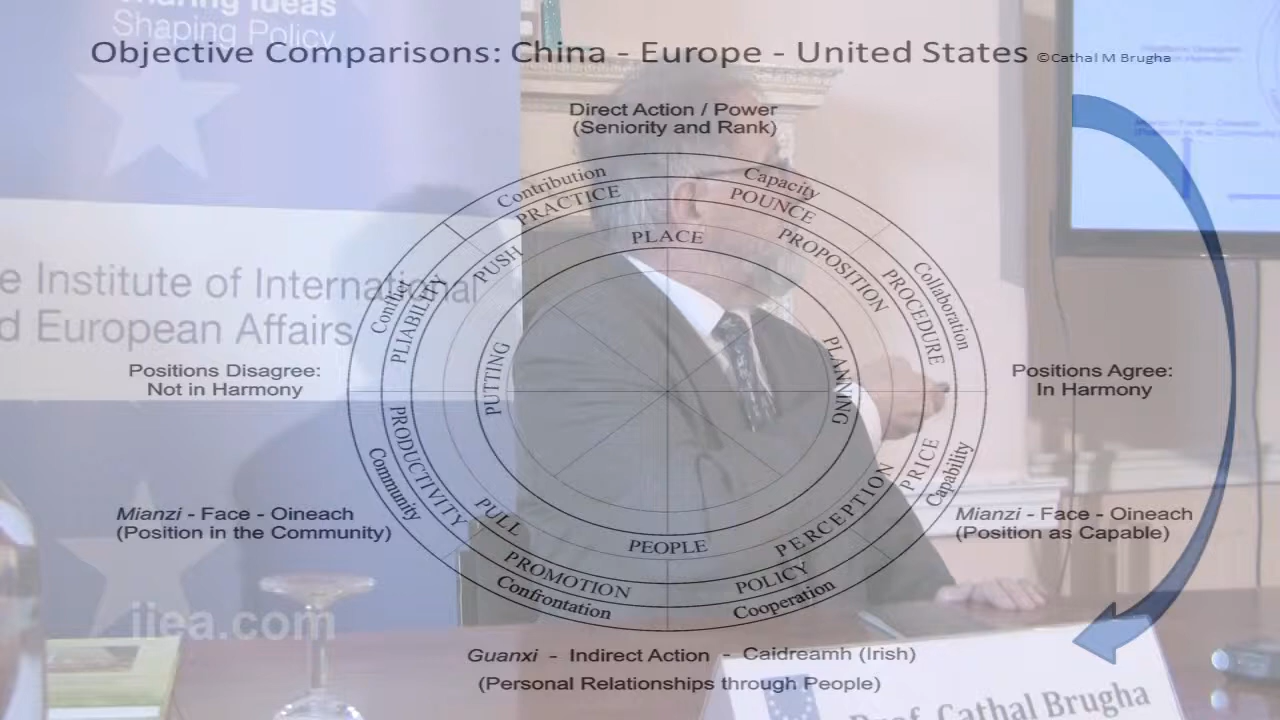 Sharing Ideas
Shaping Policy
Objective Comparisons: China - Europe - United States ©Cathal M Brugha
Direct Action / Power
(Seniority and Rank)
Contribution
Capacity
PRACTICE
POUNCE
PLACE
PROPOSITION
PUSH
PROCEDURE
Collaboration
Conflict
PLIABILITY
e Institute of International
d European Affairs
PUTTING
PLANNING
Positions Disagree:
Not in Harmony
Positions Agree:
In Harmony
PRODUCTIVITY
Community
PRICE
Capability
PULL
PERCEPTION
Mianzi - Face - Oineach
(Position in the Community)
Mianzi - Face - Oineach
(Position as Capable)
PEOPLE
PROMOTION
POLICY
Confrontation
Cooperation
iiea.com
Guanxi - Indirect Action - Caidreamh (Irish)
(Personal Relationships through People)
Prof. Cathal Brugha